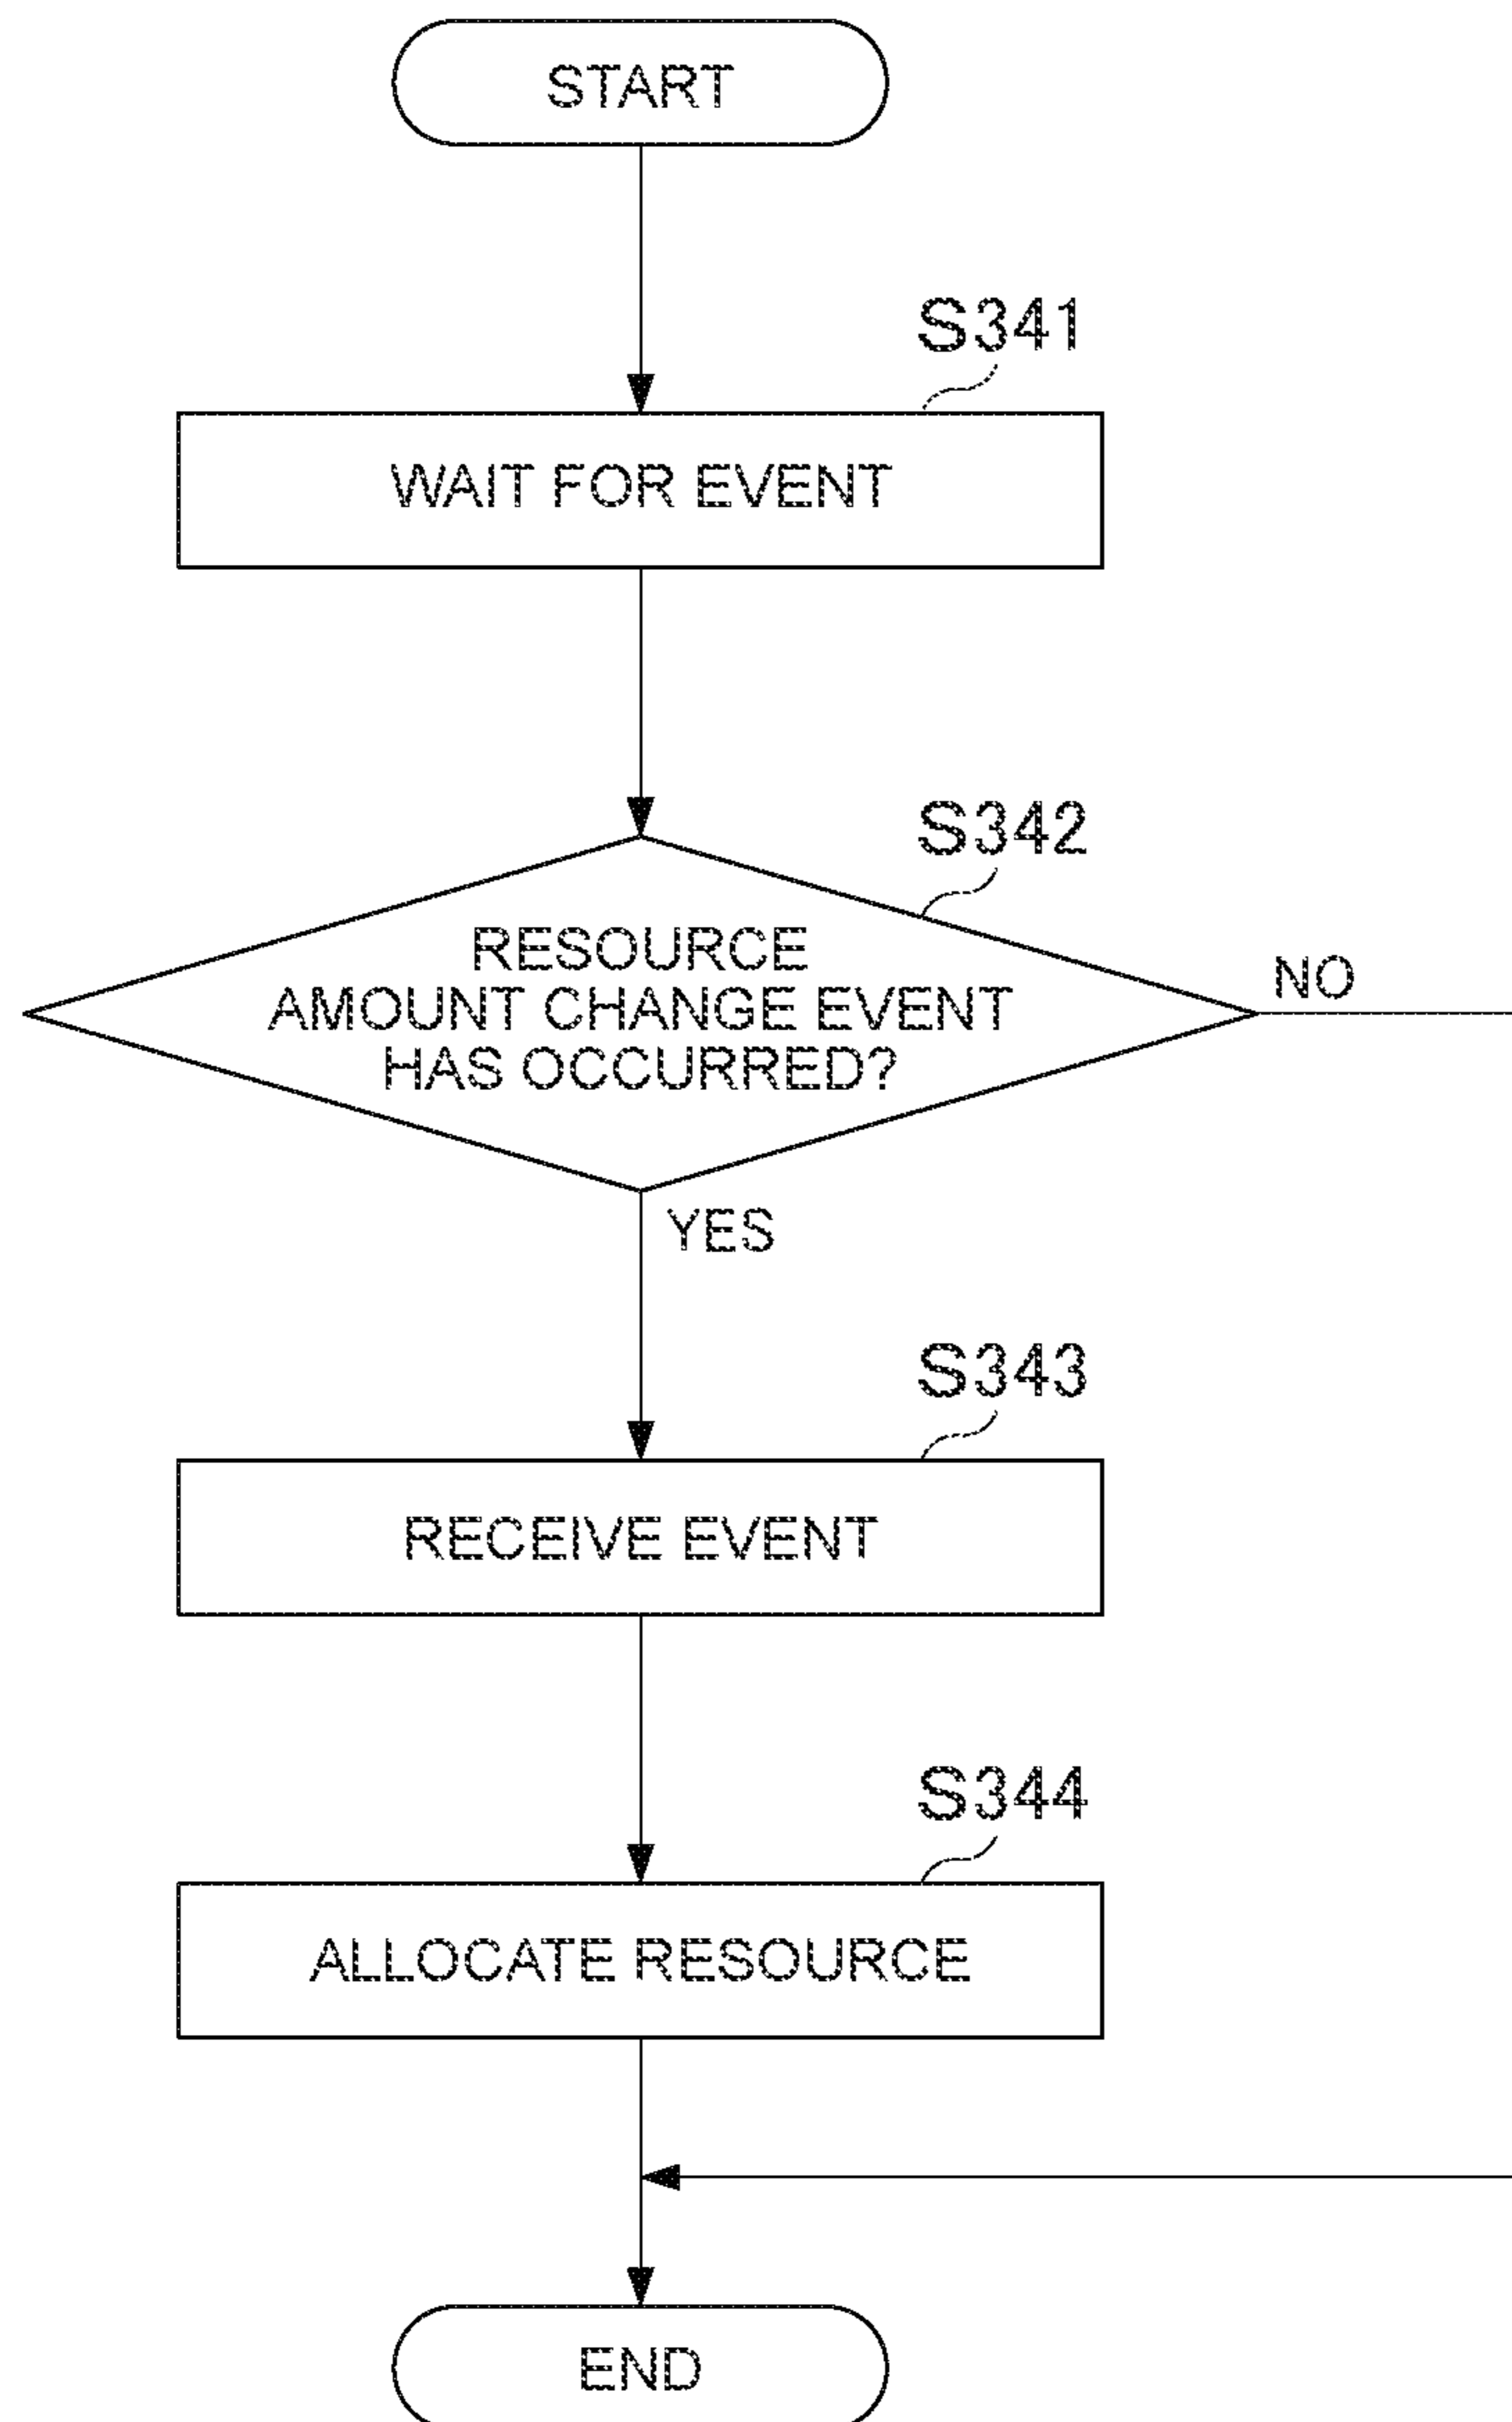 START
S341
WAIT FOR EVENT
S342
RESOURCE
AMOUNT CHANGE EVENT
HAS OCCURRED?
NO
YES
S343
RECEIVE EVENT
S344
ALLOCATE RESOURCE
END